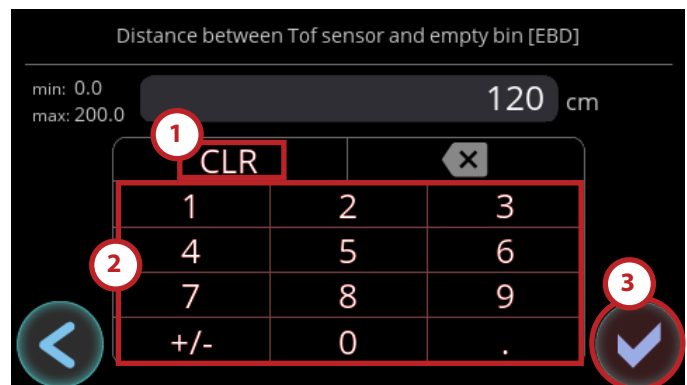 Distance between Tof sensor and empty bin [EBD]
min: 0.0
max: 200.0
120 cm
1
CLR
2
1 2 3
4 5 6
7 8 9
+/- 0 .
3